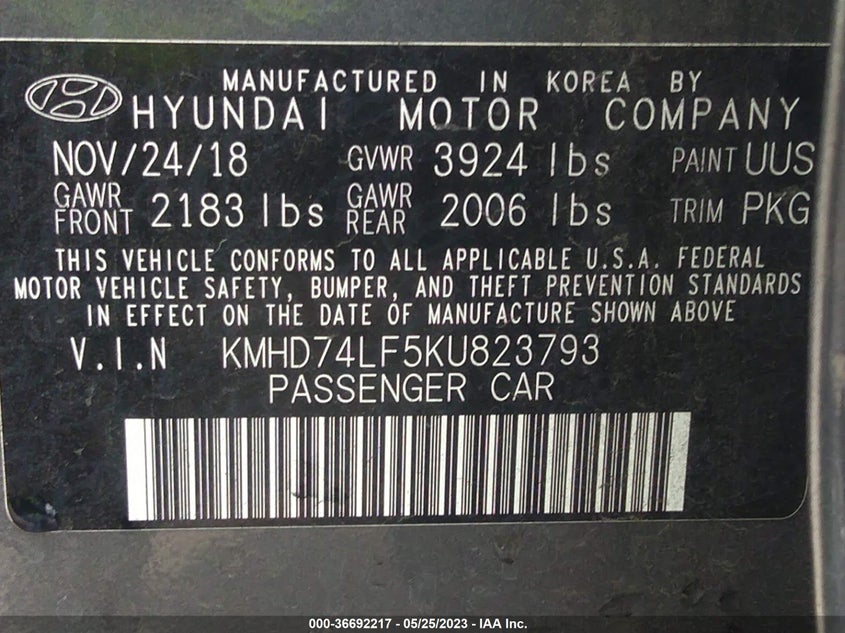 MANUFACTURED IN KOREA BY
HYUNDAI MOTOR COMPANY
NOV/24/18 GVWR 3924 lbs PAINT UUS
GAWR FRONT 2183 lbs GAWR REAR 2006 lbs TRIM PKG
THIS VEHICLE CONFORMS TO ALL APPLICABLE U.S.A. FEDERAL
MOTOR VEHICLE SAFETY, BUMPER, AND THEFT PREVENTION STANDARDS
IN EFFECT ON THE DATE OF MANUFACTURE SHOWN ABOVE
V.I.N KMHD74LF5KU823793
PASSENGER CAR
000-36692217 - 05/25/2023 - IAA Inc.